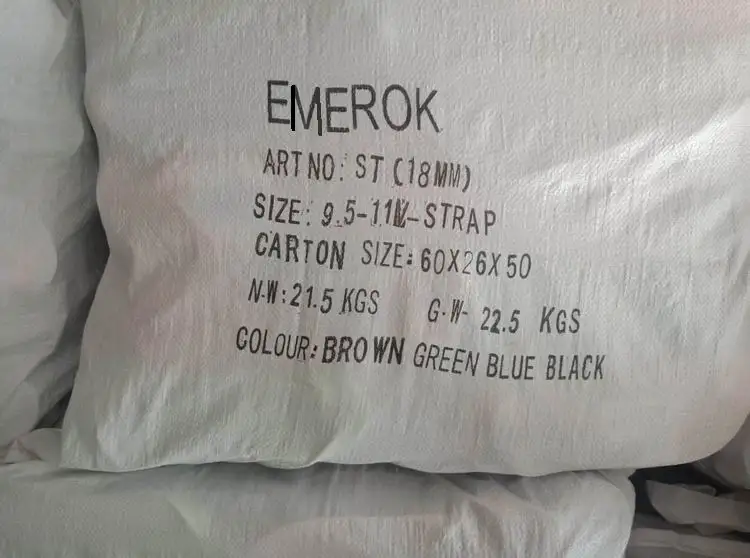 EMEROK
ART NO: ST (18MM)
SIZE: 9.5-11 V-STRAP
CARTON SIZE: 60X26X50
N.W: 21.5 KGS G.W- 22.5 KGS
COLOUR: BROWN GREEN BLUE BLACK